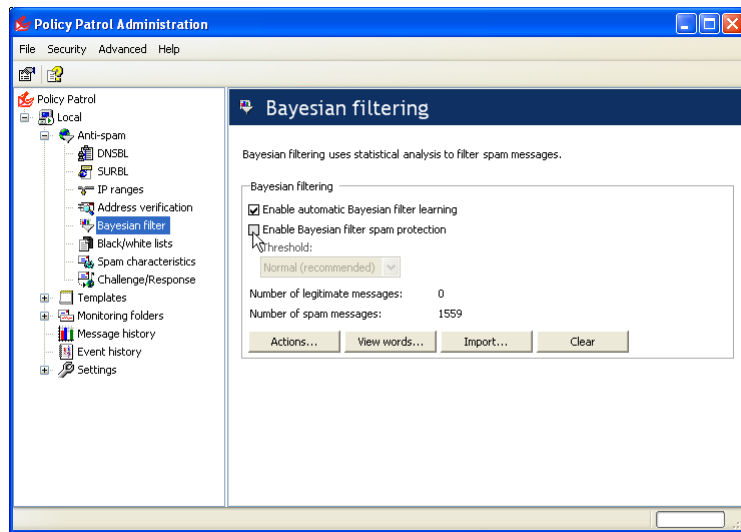 Policy Patrol Administration
File Security Advanced Help
Policy Patrol
Local
Anti-spam
DNSBL
SURBL
IP ranges
Address verification
Bayesian filter
Black/white lists
Spam characteristics
Challenge/Response
Templates
Monitoring folders
Message history
Event history
Settings
Bayesian filtering
Bayesian filtering uses statistical analysis to filter spam messages.
Bayesian filtering
Enable automatic Bayesian filter learning
Enable Bayesian filter spam protection
Threshold:
Normal (recommended)
Number of legitimate messages: 0
Number of spam messages: 1559
Actions... View words... Import... Clear